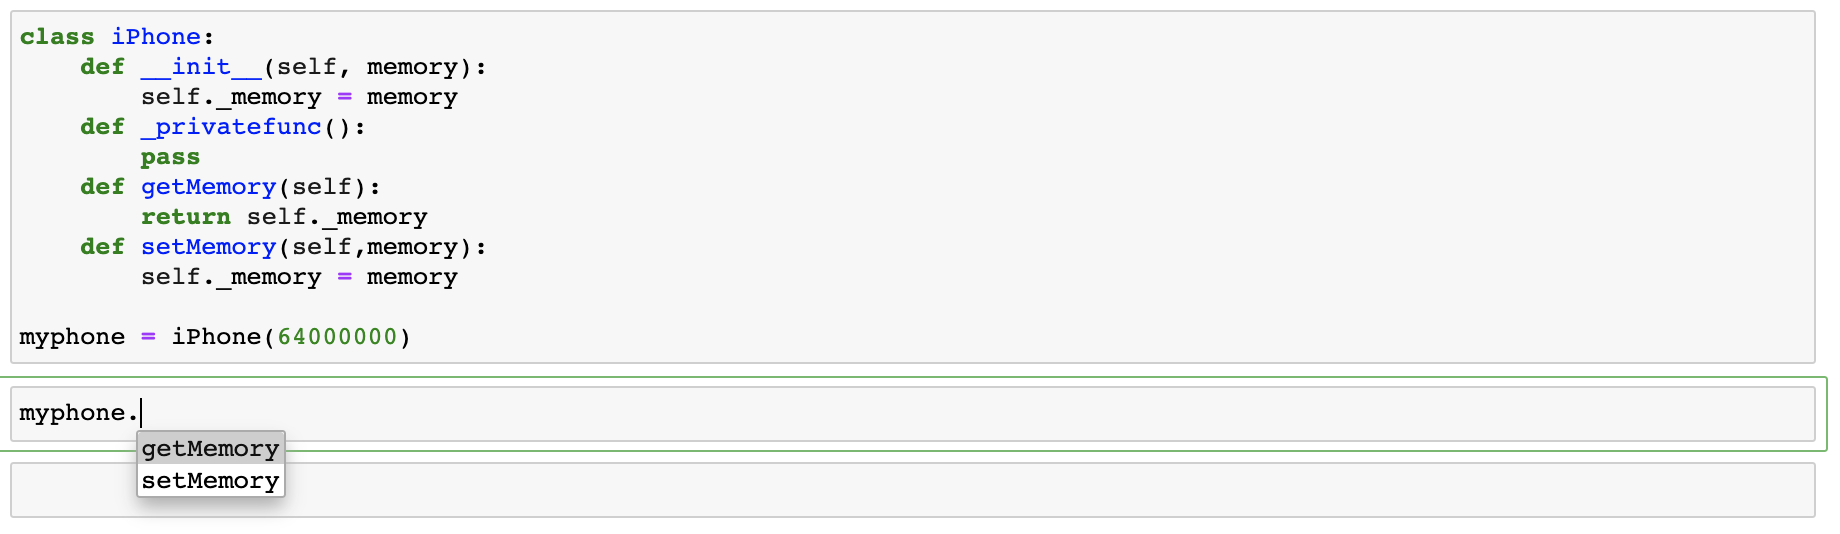 class iPhone:
    def __init__(self, memory):
        self._memory = memory
    def _privatefunc():
        pass
    def getMemory(self):
        return self._memory
    def setMemory(self,memory):
        self._memory = memory

myphone = iPhone(64000000)
myphone.
getMemory
setMemory